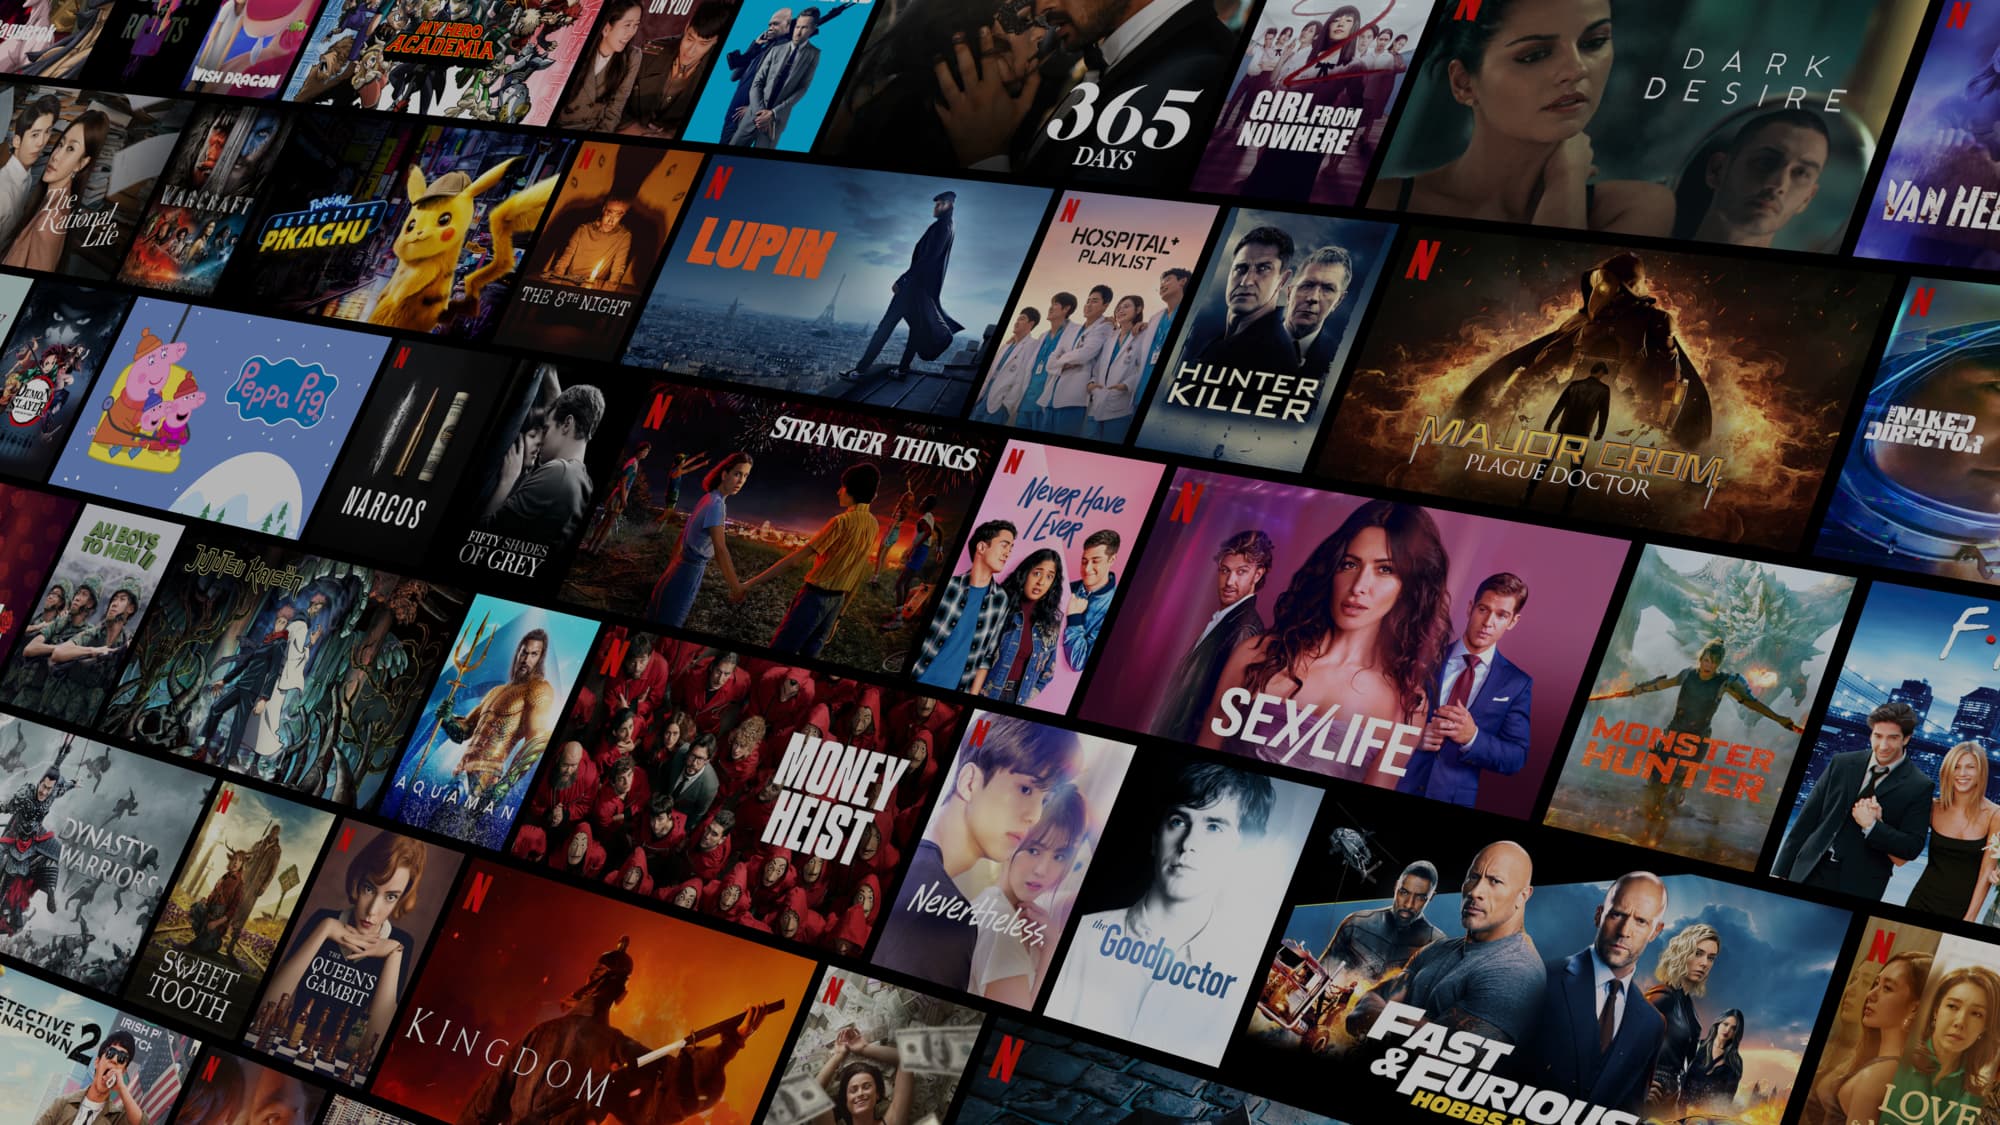 ROBOTS
WISH DRAGON
MY HERO
ACADEMIA
ON YOU
365
DAYS
GIRL FROM
NOWHERE
DARK
DESIRE
The
Rational
Life
WARCRAFT
POKÉMON
DETECTIVE
PIKACHU
THE 8TH NIGHT
LUPIN
HOSPITAL
PLAYLIST
HUNTER
KILLER
MAJOR GROM
PLAGUE DOCTOR
VAN HEL
THE NAKED
DIRECTOR
DEMON
SLAYER
Peppa Pig
NARCOS
FIFTY SHADES
OF GREY
STRANGER THINGS
Never Have
I Ever
SEX/LIFE
MONSTER
HUNTER
F
AH BOYS
TO MEN II
JUJUTSU KAISEN
AQUAMAN
MONEY
HEIST
Nevertheless,
the
Good Doctor
FAST
& FURIOUS
HOBBS &
DYNASTY
WARRIORS
SWEET
TOOTH
THE
QUEEN'S
GAMBIT
KINGDOM
LOVE
DETECTIVE
CHINATOWN 2
N